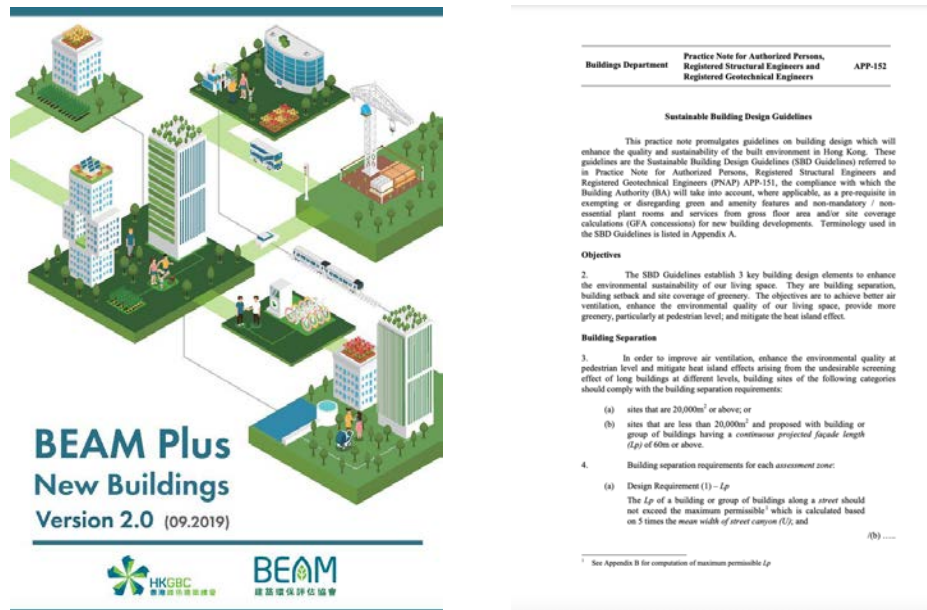 BEAM Plus
New Buildings
Version 2.0 (09.2019)
HKGBC
香港綠色建築議會
BEAM
建築環保評估協會
Buildings Department
Practice Note for Authorized Persons,
Registered Structural Engineers and
Registered Geotechnical Engineers
APP-152
Sustainable Building Design Guidelines
This practice note promulgates guidelines on building design which will
enhance the quality and sustainability of the built environment in Hong Kong. These
guidelines are the Sustainable Building Design Guidelines (SBD Guidelines) referred to
in Practice Note for Authorized Persons, Registered Structural Engineers and
Registered Geotechnical Engineers (PNAP) APP-151, the compliance with which the
Building Authority (BA) will take into account, where applicable, as a pre-requisite in
exempting or disregarding green and amenity features and non-mandatory / non-
essential plant rooms and services from gross floor area and/or site coverage
calculations (GFA concessions) for new building developments. Terminology used in
the SBD Guidelines is listed in Appendix A.
Objectives
2. The SBD Guidelines establish 3 key building design elements to enhance
the environmental sustainability of our living space. They are building separation,
building setback and site coverage of greenery. The objectives are to achieve better air
ventilation, enhance the environmental quality of our living space, provide more
greenery, particularly at pedestrian level; and mitigate the heat island effect.
Building Separation
3. In order to improve air ventilation, enhance the environmental quality at
pedestrian level and mitigate heat island effects arising from the undesirable screening
effect of long buildings at different levels, building sites of the following categories
should comply with the building separation requirements:
(a) sites that are 20,000m² or above; or
(b) sites that are less than 20,000m² and proposed with building or
group of buildings having a continuous projected façade length
(Lp) of 60m or above.
4. Building separation requirements for each assessment zone:
(a) Design Requirement (1) – Lp
The Lp of a building or group of buildings along a street should
not exceed the maximum permissible¹ which is calculated based
on 5 times the mean width of street canyon (U); and
/(b) .....
¹ See Appendix B for computation of maximum permissible Lp